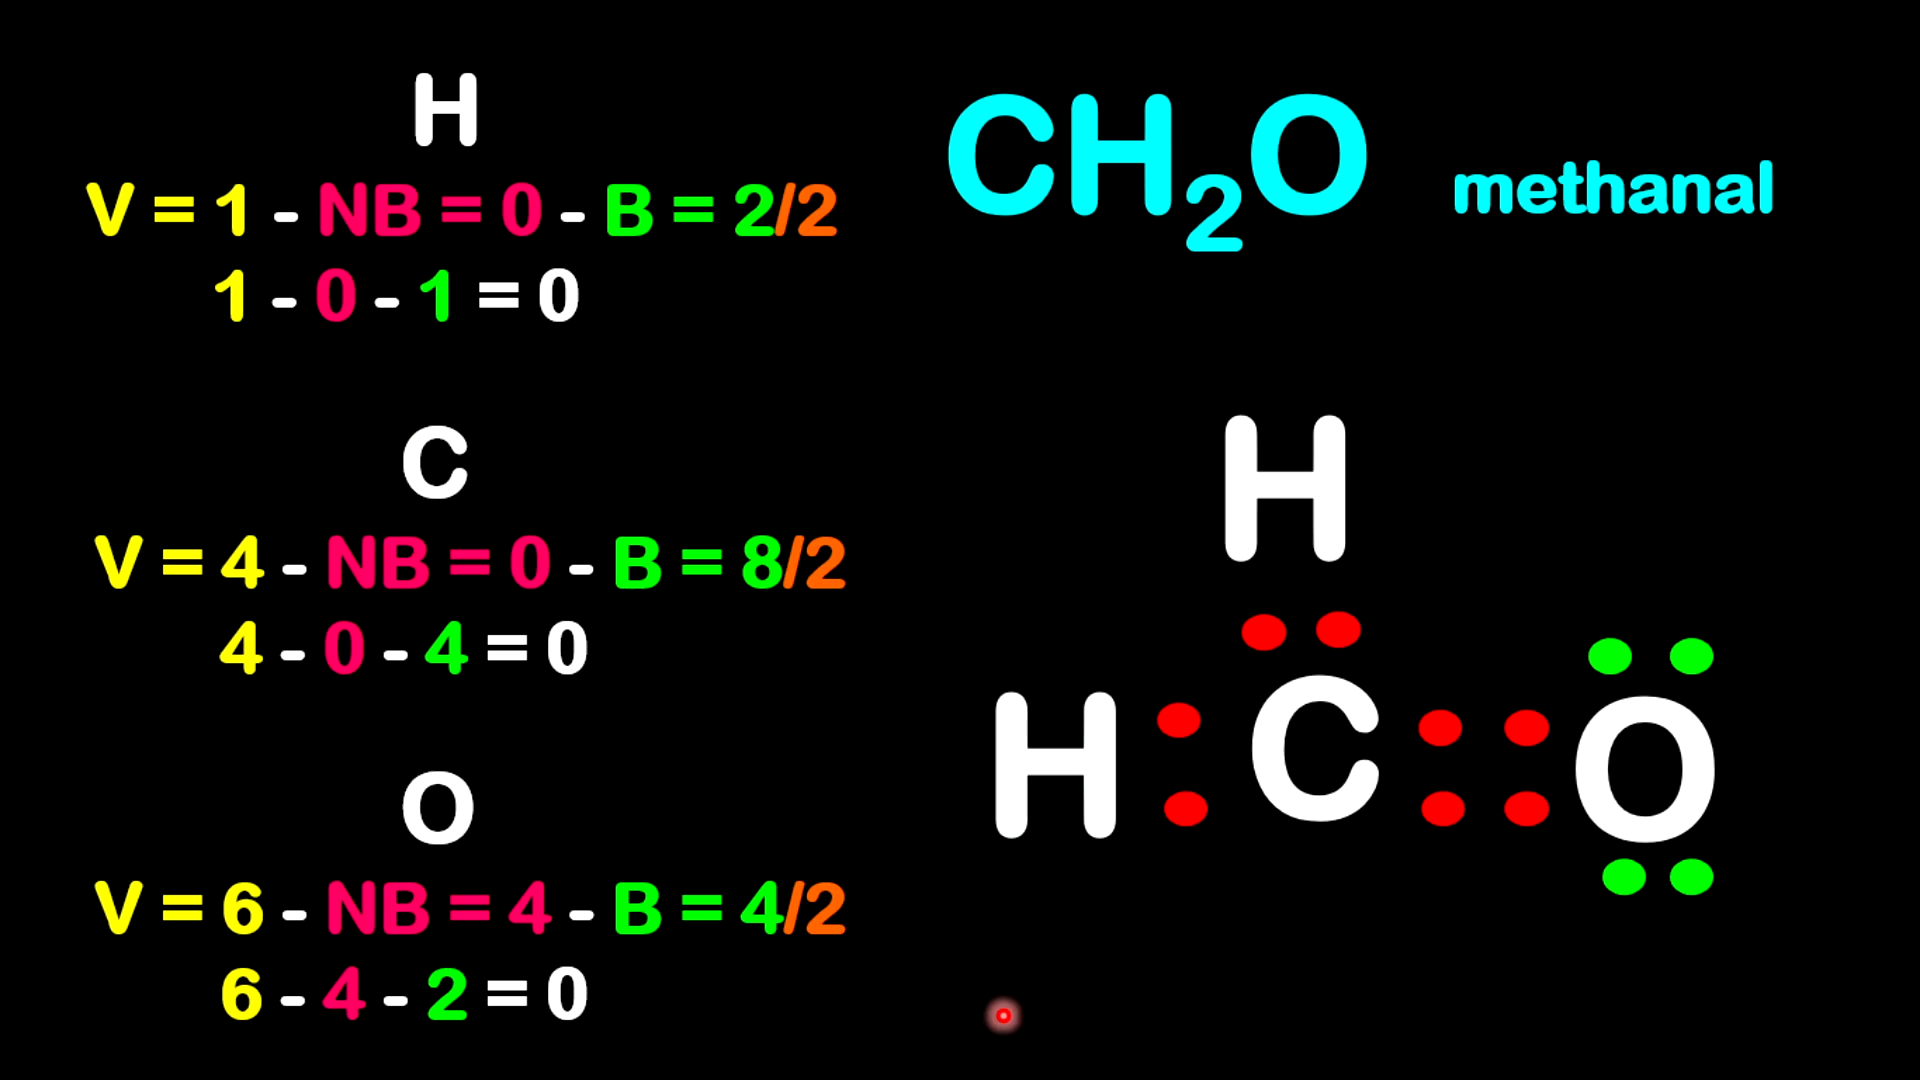 H
V = 1 - NB = 0 - B = 2/2
1 - 0 - 1 = 0
C
V = 4 - NB = 0 - B = 8/2
4 - 0 - 4 = 0
O
V = 6 - NB = 4 - B = 4/2
6 - 4 - 2 = 0
CH₂O methanal
H
H C O